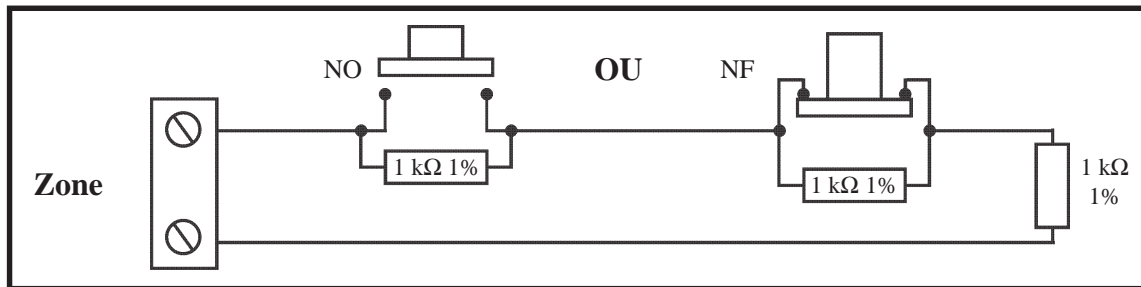 NO
OU
NF
Zone
1 kΩ 1%
1 kΩ 1%
1 kΩ
1%